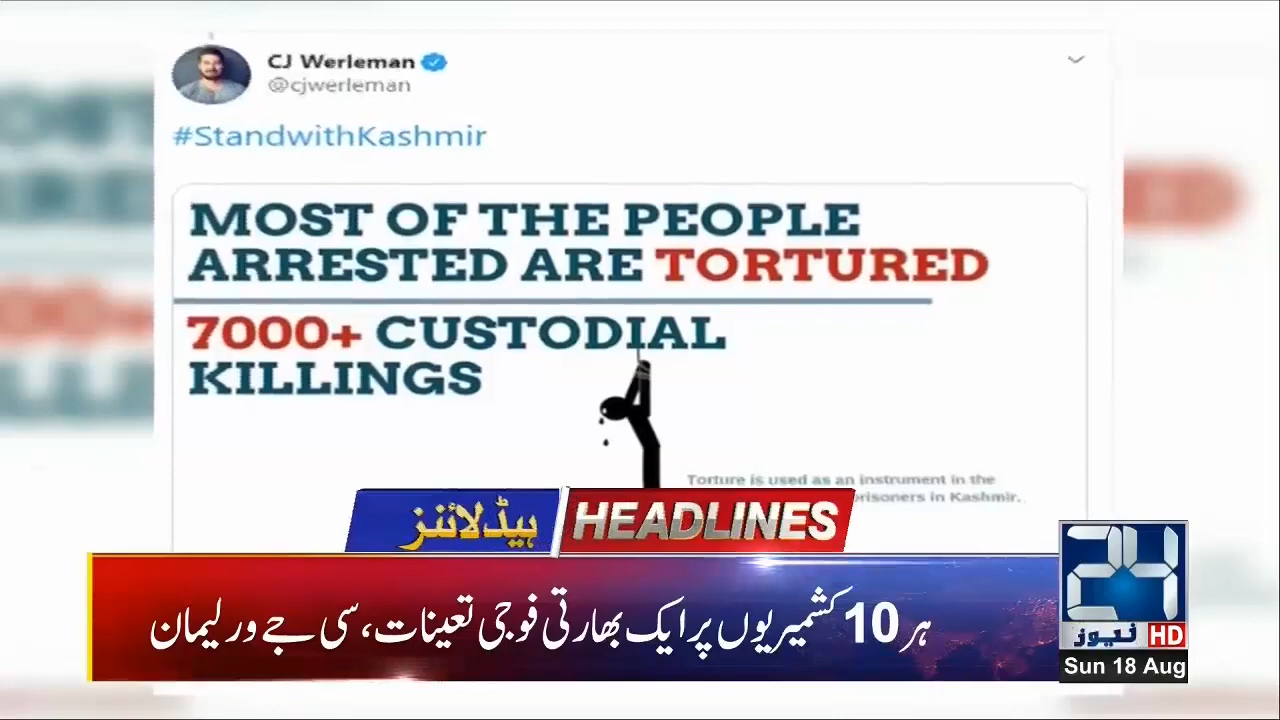 CJ Werleman
@cjwerleman
#StandwithKashmir
MOST OF THE PEOPLE
ARRESTED ARE TORTURED
7000+ CUSTODIAL
KILLINGS
Torture is used as an instrument in the
prisoners in Kashmir.
ہیڈلائنز HEADLINES
ہر 10 کشمیریوں پر ایک بھارتی فوجی تعینات، سی جے ورلیمان
24
نیوز HD
Sun 18 Aug